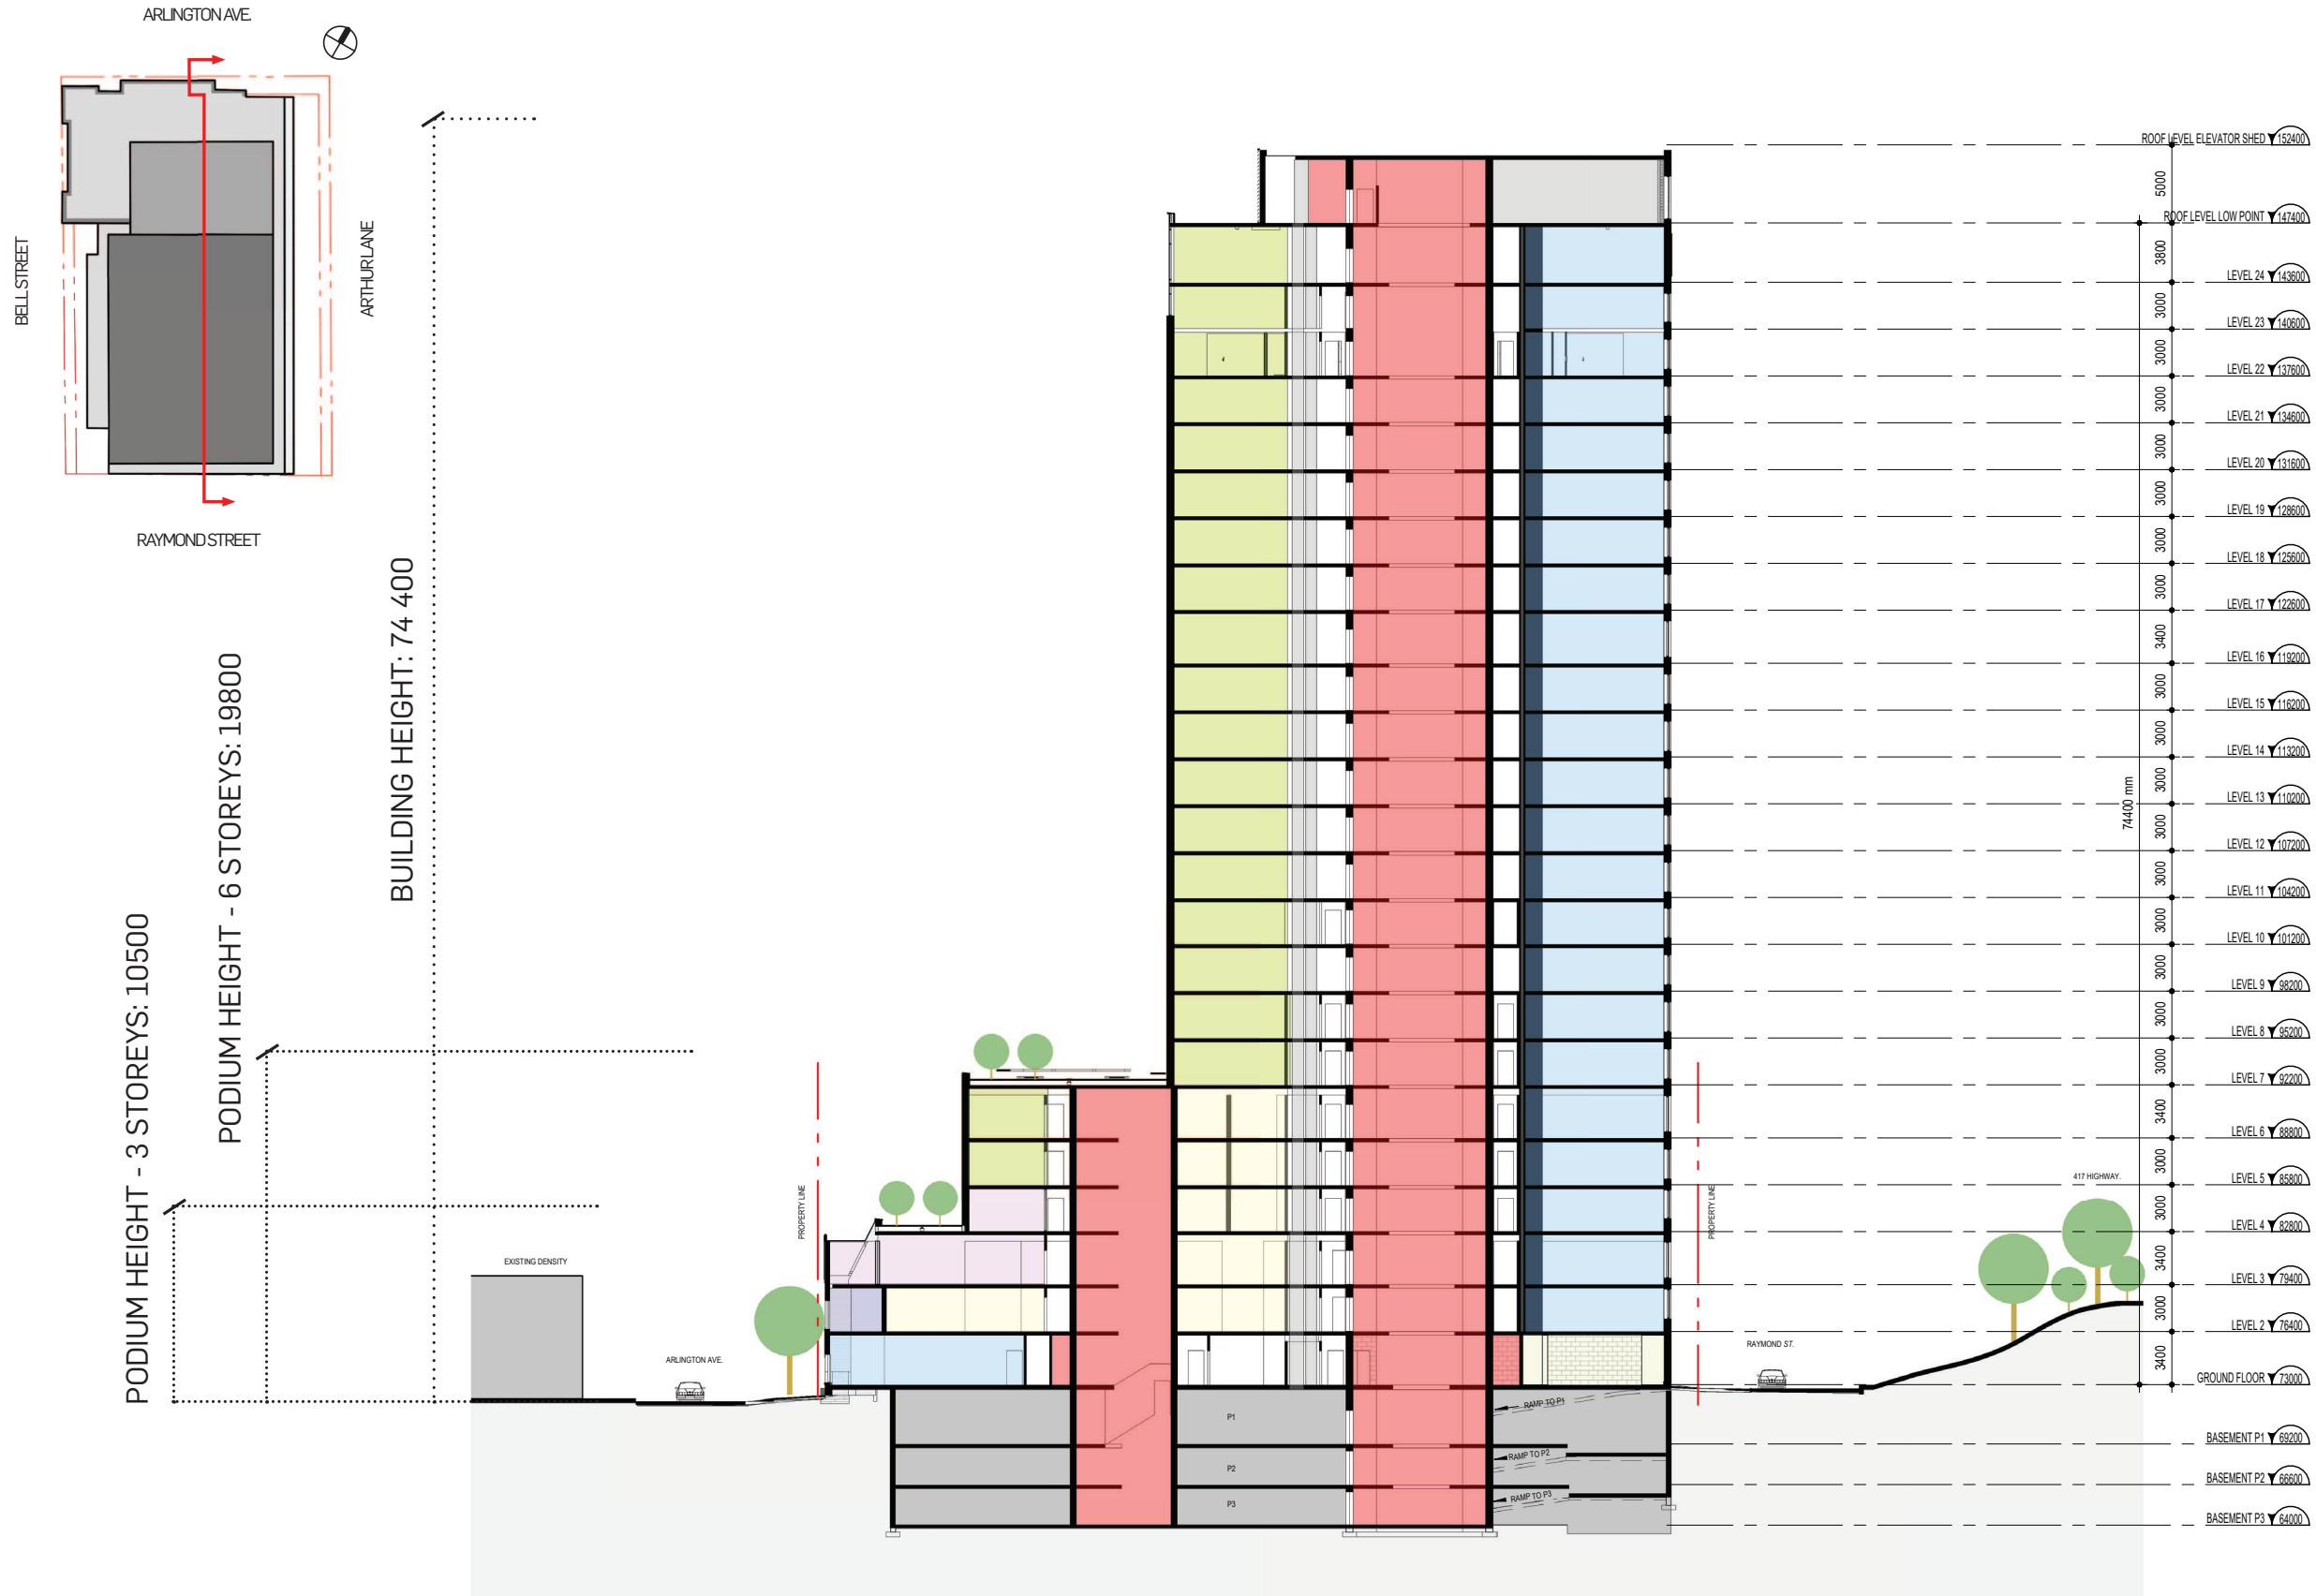 ARLINGTON AVE.
BELL STREET
ARTHUR LANE
RAYMOND STREET
PODIUM HEIGHT - 3 STOREYS: 10500
PODIUM HEIGHT - 6 STOREYS: 19800
BUILDING HEIGHT: 74 400
EXISTING DENSITY
ARLINGTON AVE.
PROPERTY LINE
P1
P2
P3
RAMP TO P1
RAMP TO P2
RAMP TO P3
PROPERTY LINE
RAYMOND ST.
417 HIGHWAY.
74400 mm
ROOF LEVEL ELEVATOR SHED 152400
5000
ROOF LEVEL LOW POINT 147400
3800
LEVEL 24 143600
3000
LEVEL 23 140600
3000
LEVEL 22 137600
3000
LEVEL 21 134600
3000
LEVEL 20 131600
3000
LEVEL 19 128600
3000
LEVEL 18 125600
3000
LEVEL 17 122600
3400
LEVEL 16 119200
3000
LEVEL 15 116200
3000
LEVEL 14 113200
3000
LEVEL 13 110200
3000
LEVEL 12 107200
3000
LEVEL 11 104200
3000
LEVEL 10 101200
3000
LEVEL 9 98200
3000
LEVEL 8 95200
3000
LEVEL 7 92200
3400
LEVEL 6 88800
3000
LEVEL 5 85800
3000
LEVEL 4 82800
3400
LEVEL 3 79400
3000
LEVEL 2 76400
3400
GROUND FLOOR 73000
BASEMENT P1 69200
BASEMENT P2 66600
BASEMENT P3 64000